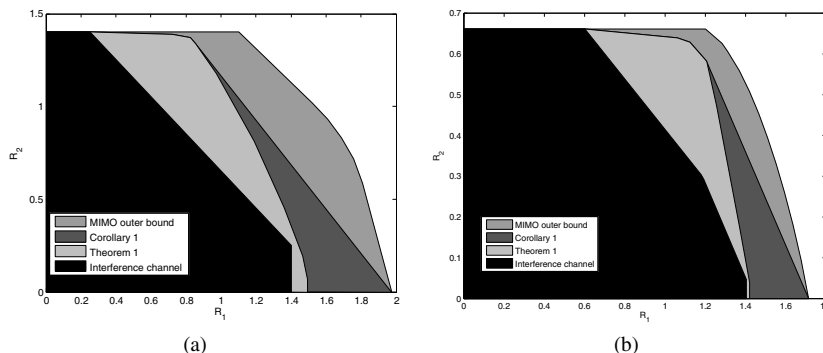 1.5
1
0.5
0
R2
MIMO outer bound
Corollary 1
Theorem 1
Interference channel
0 0.2 0.4 0.6 0.8 1 1.2 1.4 1.6 1.8 2
R1
(a)
0.7
0.6
0.5
0.4
0.3
0.2
0.1
0
R2
MIMO outer bound
Corollary 1
Theorem 1
Interference channel
0 0.2 0.4 0.6 0.8 1 1.2 1.4 1.6
R1
(b)